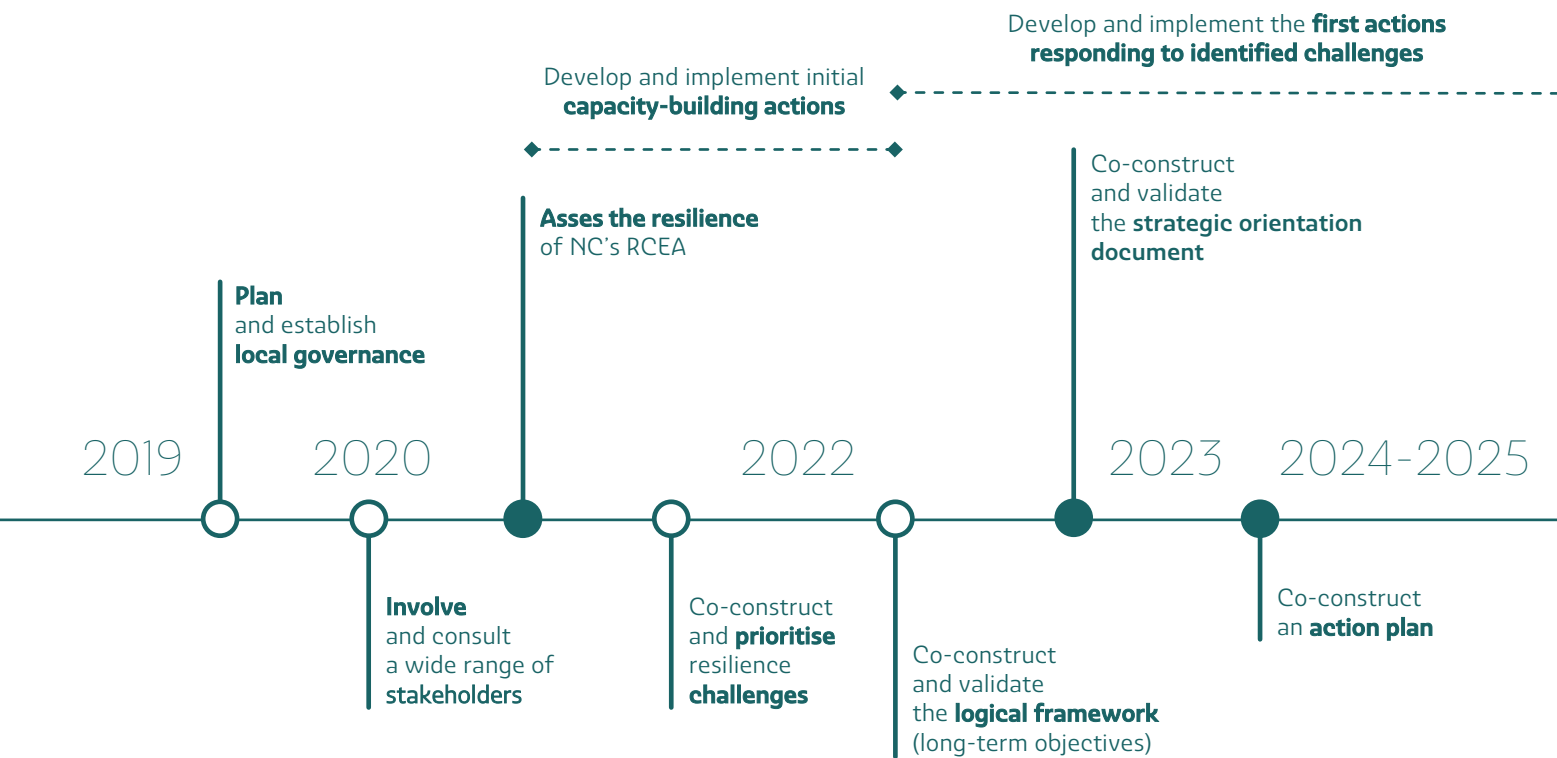 Develop and implement the first actions
responding to identified challenges
Develop and implement initial
capacity-building actions
Co-construct
and validate
the strategic orientation
document
Asses the resilience
of NC's RCEA
Plan
and establish
local governance
2019
2020
2022
2023
2024-2025
Involve
and consult
a wide range of
stakeholders
Co-construct
and prioritise
resilience
challenges
Co-construct
and validate
the logical framework
(long-term objectives)
Co-construct
an action plan